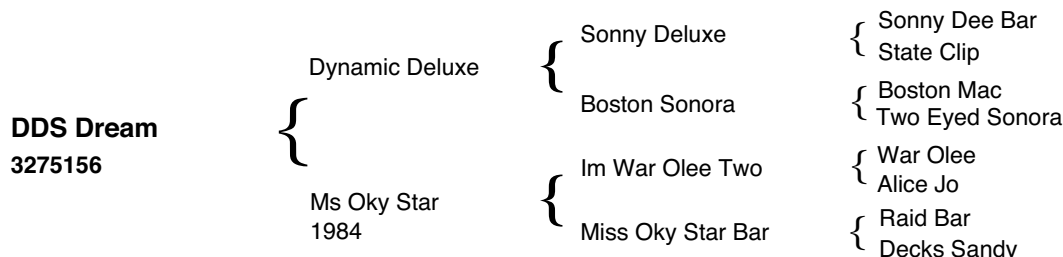 DDS Dream
3275156
Dynamic Deluxe
Ms Oky Star
1984
Sonny Deluxe
Boston Sonora
Im War Olee Two
Miss Oky Star Bar
Sonny Dee Bar
State Clip
Boston Mac
Two Eyed Sonora
War Olee
Alice Jo
Raid Bar
Decks Sandy